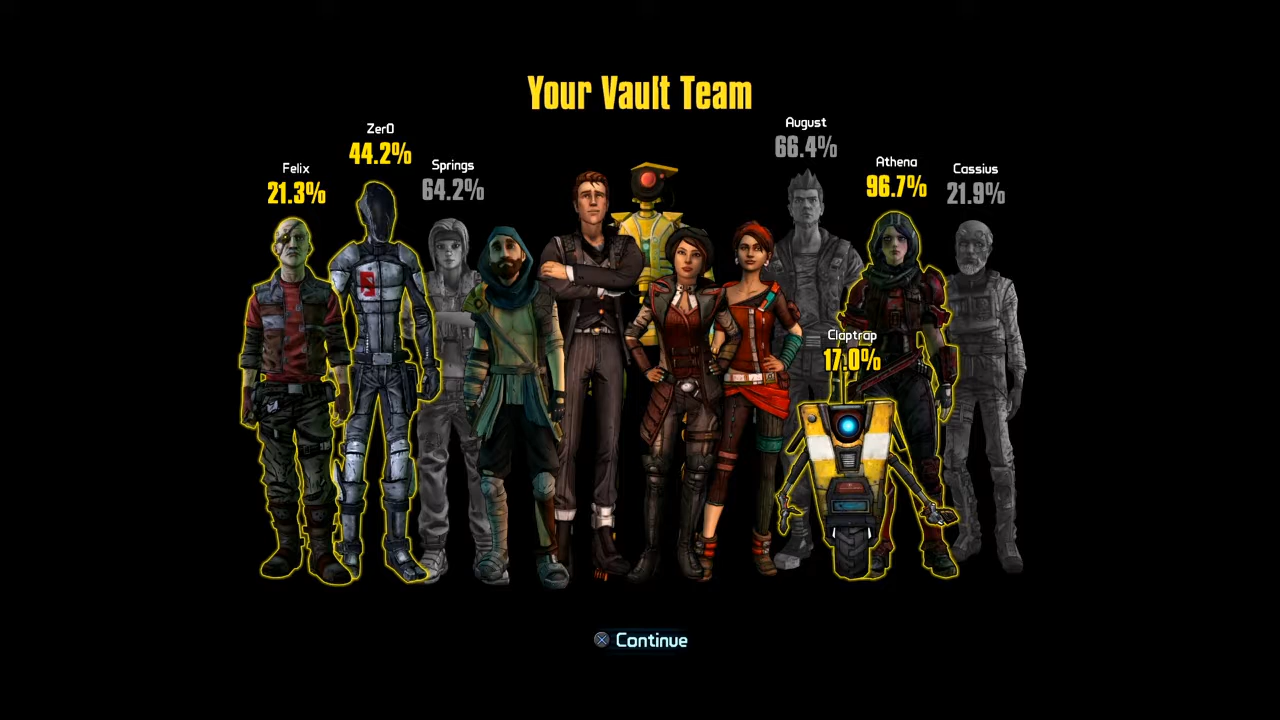 Your Vault Team
Felix
21.3%
Zer0
44.2%
Springs
64.2%
August
66.4%
Athena
96.7%
Cassius
21.9%
Claptrap
17.0%
Continue